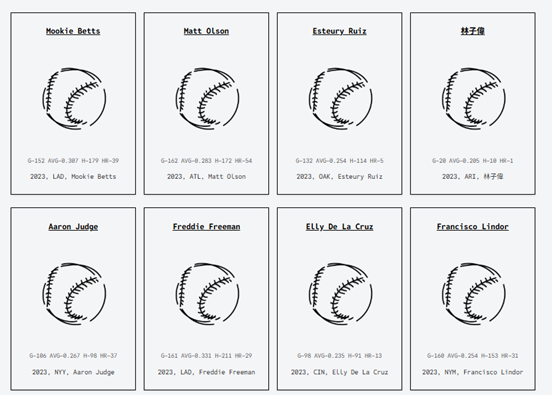 Mookie Betts
G-152 AVG-0.307 H-179 HR-39
2023, LAD, Mookie Betts
Matt Olson
G-162 AVG-0.283 H-172 HR-54
2023, ATL, Matt Olson
Esteury Ruiz
G-132 AVG-0.254 H-114 HR-5
2023, OAK, Esteury Ruiz
林子偉
G-20 AVG-0.205 H-10 HR-1
2023, ARI, 林子偉
Aaron Judge
G-106 AVG-0.267 H-98 HR-37
2023, NYY, Aaron Judge
Freddie Freeman
G-161 AVG-0.331 H-211 HR-29
2023, LAD, Freddie Freeman
Elly De La Cruz
G-98 AVG-0.235 H-91 HR-13
2023, CIN, Elly De La Cruz
Francisco Lindor
G-160 AVG-0.254 H-153 HR-31
2023, NYM, Francisco Lindor